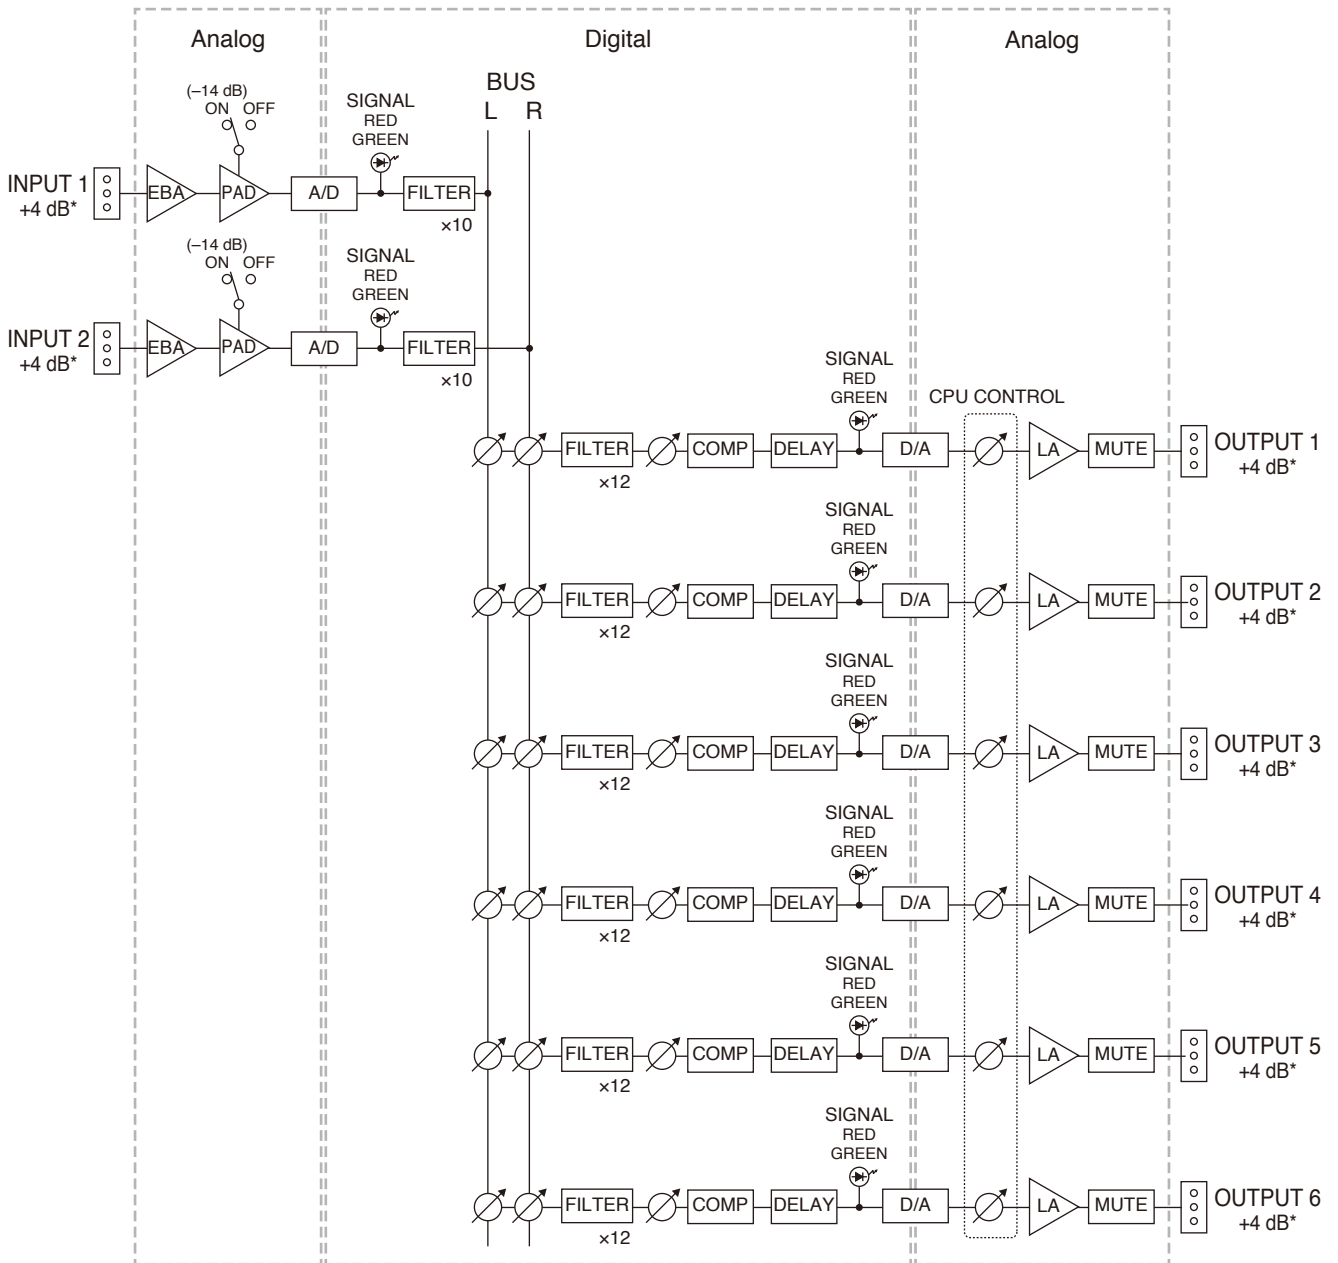 Analog
Digital
Analog
BUS
L R
(–14 dB)
ON OFF
SIGNAL
RED
GREEN
INPUT 1
+4 dB*
EBA PAD A/D FILTER
×10
(–14 dB)
ON OFF
SIGNAL
RED
GREEN
INPUT 2
+4 dB*
EBA PAD A/D FILTER
×10
SIGNAL
RED
GREEN
CPU CONTROL
FILTER COMP DELAY D/A LA MUTE OUTPUT 1
×12
+4 dB*
SIGNAL
RED
GREEN
FILTER COMP DELAY D/A LA MUTE OUTPUT 2
×12
+4 dB*
SIGNAL
RED
GREEN
FILTER COMP DELAY D/A LA MUTE OUTPUT 3
×12
+4 dB*
SIGNAL
RED
GREEN
FILTER COMP DELAY D/A LA MUTE OUTPUT 4
×12
+4 dB*
SIGNAL
RED
GREEN
FILTER COMP DELAY D/A LA MUTE OUTPUT 5
×12
+4 dB*
SIGNAL
RED
GREEN
FILTER COMP DELAY D/A LA MUTE OUTPUT 6
×12
+4 dB*